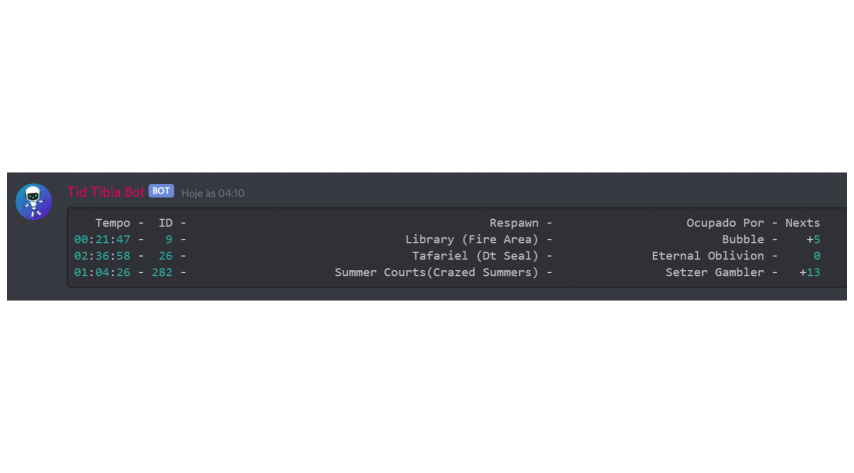 Tid Tibia Bot BOT Hoje às 04:10
Tempo - ID - Respawn - Ocupado Por - Nexts
00:21:47 - 9 - Library (Fire Area) - Bubble - +5
02:36:58 - 26 - Tafariel (Dt Seal) - Eternal Oblivion - 0
01:04:26 - 282 - Summer Courts(Crazed Summers) - Setzer Gambler - +13